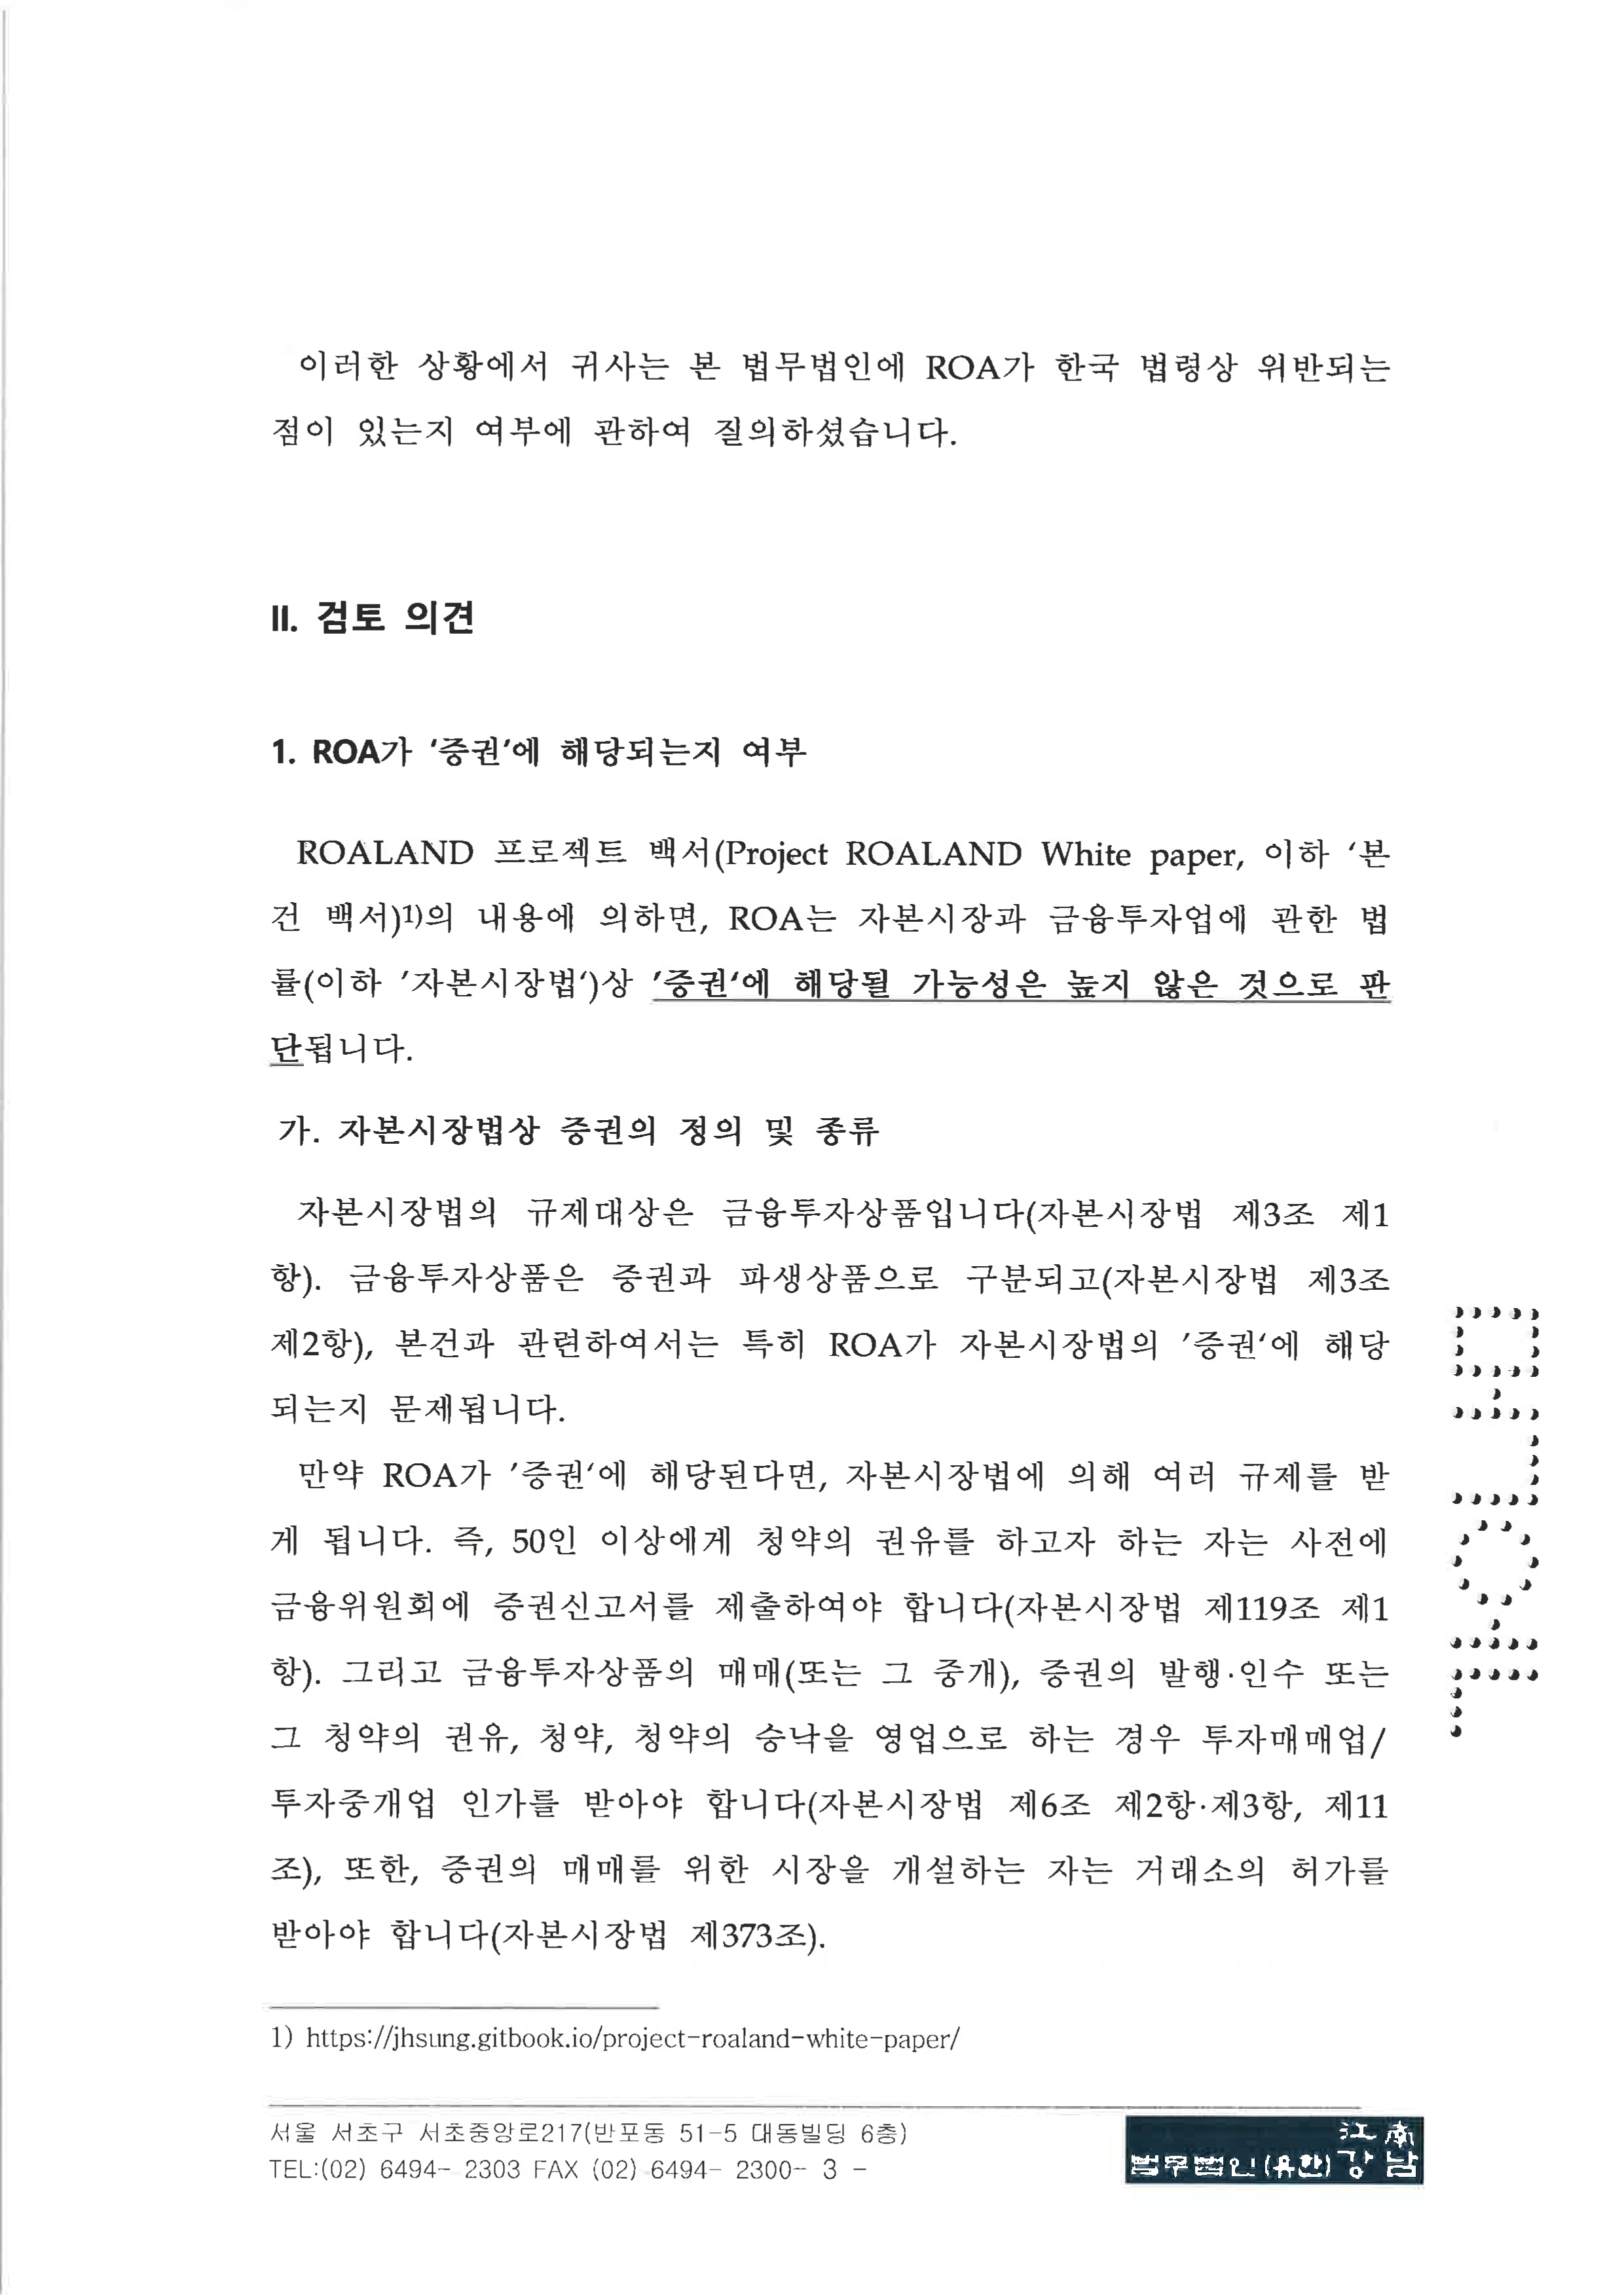 이러한 상황에서 귀사는 본 법무법인에 ROA가 한국 법령상 위반되는
점이 있는지 여부에 관하여 질의하셨습니다.
II. 검토 의견
1. ROA가 '증권'에 해당되는지 여부
ROALAND 프로젝트 백서(Project ROALAND White paper, 이하 '본
건 백서)1)의 내용에 의하면, ROA는 자본시장과 금융투자업에 관한 법
률(이하 '자본시장법')상 '증권'에 해당될 가능성은 높지 않은 것으로 판
단됩니다.
가. 자본시장법상 증권의 정의 및 종류
자본시장법의 규제대상은 금융투자상품입니다(자본시장법 제3조 제1
항). 금융투자상품은 증권과 파생상품으로 구분되고(자본시장법 제3조
제2항), 본건과 관련하여서는 특히 ROA가 자본시장법의 '증권'에 해당
되는지 문제됩니다.
만약 ROA가 '증권'에 해당된다면, 자본시장법에 의해 여러 규제를 받
게 됩니다. 즉, 50인 이상에게 청약의 권유를 하고자 하는 자는 사전에
금융위원회에 증권신고서를 제출하여야 합니다(자본시장법 제119조 제1
항). 그리고 금융투자상품의 매매(또는 그 중개), 증권의 발행·인수 또는
그 청약의 권유, 청약, 청약의 승낙을 영업으로 하는 경우 투자매매업/
투자중개업 인가를 받아야 합니다(자본시장법 제6조 제2항·제3항, 제11
조), 또한, 증권의 매매를 위한 시장을 개설하는 자는 거래소의 허가를
받아야 합니다(자본시장법 제373조).
1) https://jhsung.gitbook.io/project-roaland-white-paper/
서울 서초구 서초중앙로217(반포동 51-5 대동빌딩 6층)
TEL:(02) 6494- 2303 FAX (02) 6494- 2300- 3 -
江南
법무법인(유한) 강남